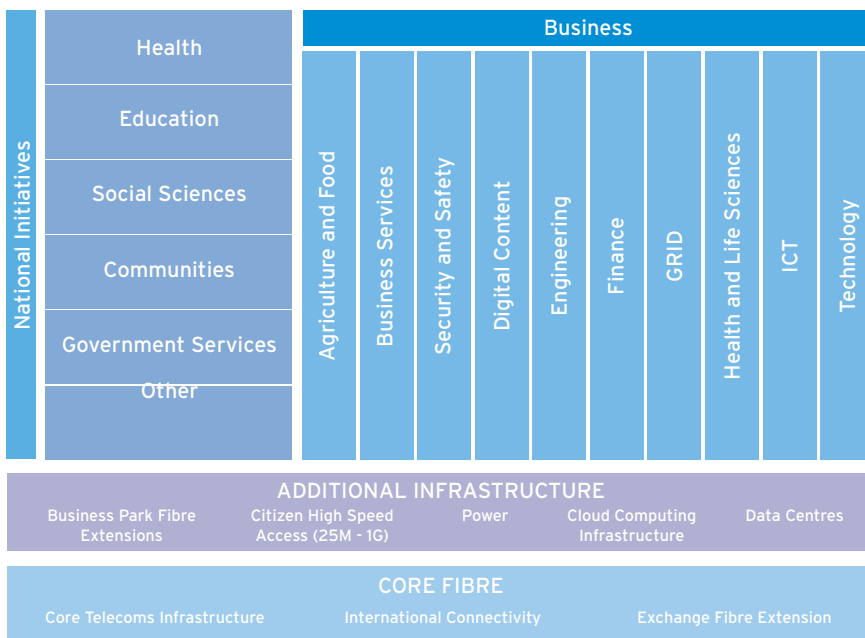 National Initiatives
Health
Education
Social Sciences
Communities
Government Services
Other
Business
Agriculture and Food
Business Services
Security and Safety
Digital Content
Engineering
Finance
GRID
Health and Life Sciences
ICT
Technology
ADDITIONAL INFRASTRUCTURE
Business Park Fibre
Extensions
Citizen High Speed
Access (25M - 1G)
Power
Cloud Computing
Infrastructure
Data Centres
CORE FIBRE
Core Telecoms Infrastructure
International Connectivity
Exchange Fibre Extension